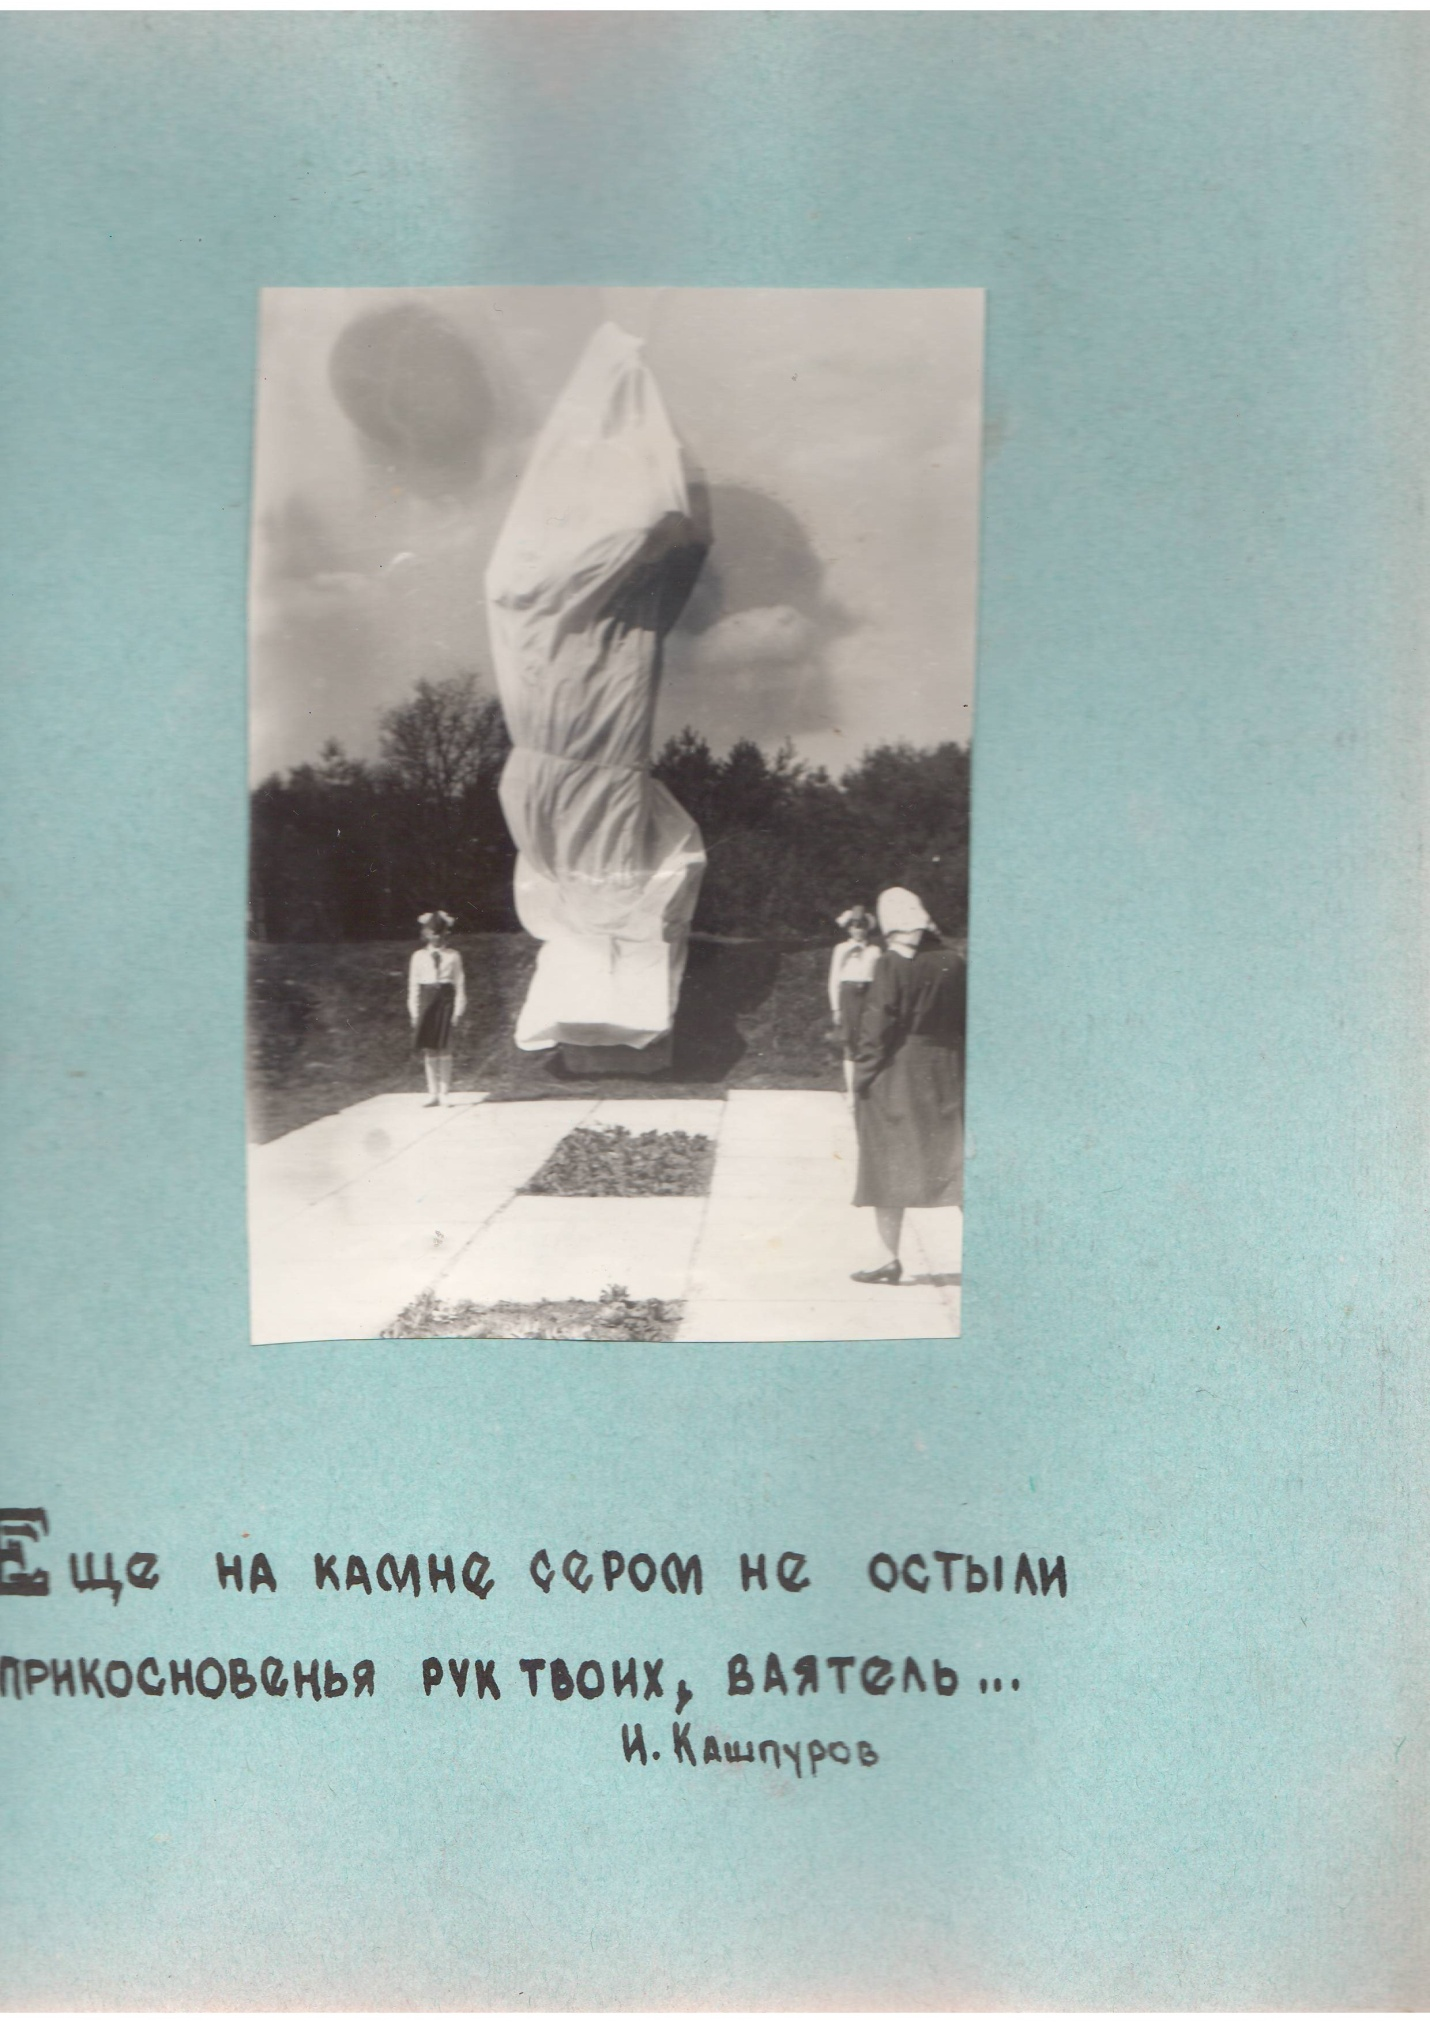 Еще на камне сером не остыли
прикосновенья рук твоих, ваятель...
И. Кашпуров